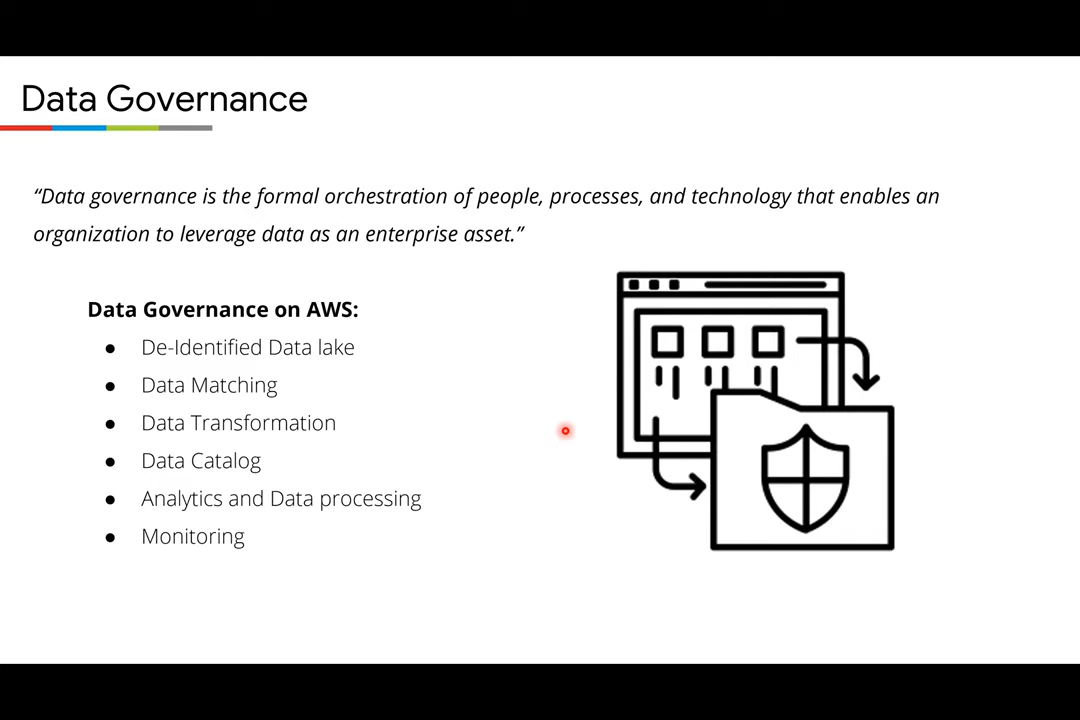 Data Governance
“Data governance is the formal orchestration of people, processes, and technology that enables an
organization to leverage data as an enterprise asset.”
Data Governance on AWS:
● De-Identified Data lake
● Data Matching
● Data Transformation
● Data Catalog
● Analytics and Data processing
● Monitoring